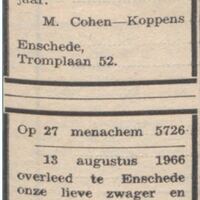 jaar.
M. Cohen—Koppens
Enschede,
Tromplaan 52.
Op 27 menachem 5726
13 augustus 1966
overleed te Enschede
onze lieve zwager en